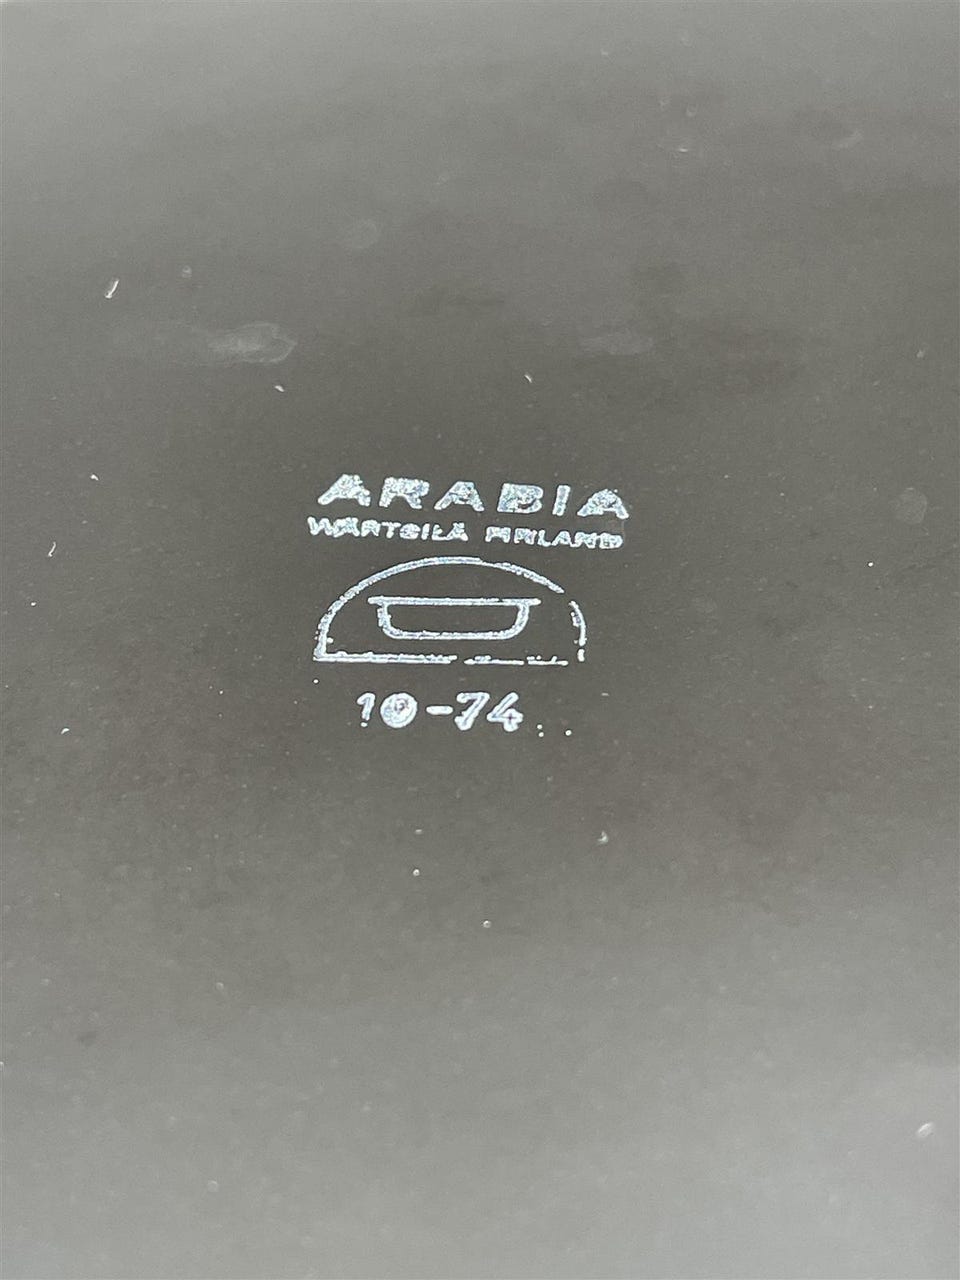 ARABIA
WÄRTSILÄ FINLAND
10-74